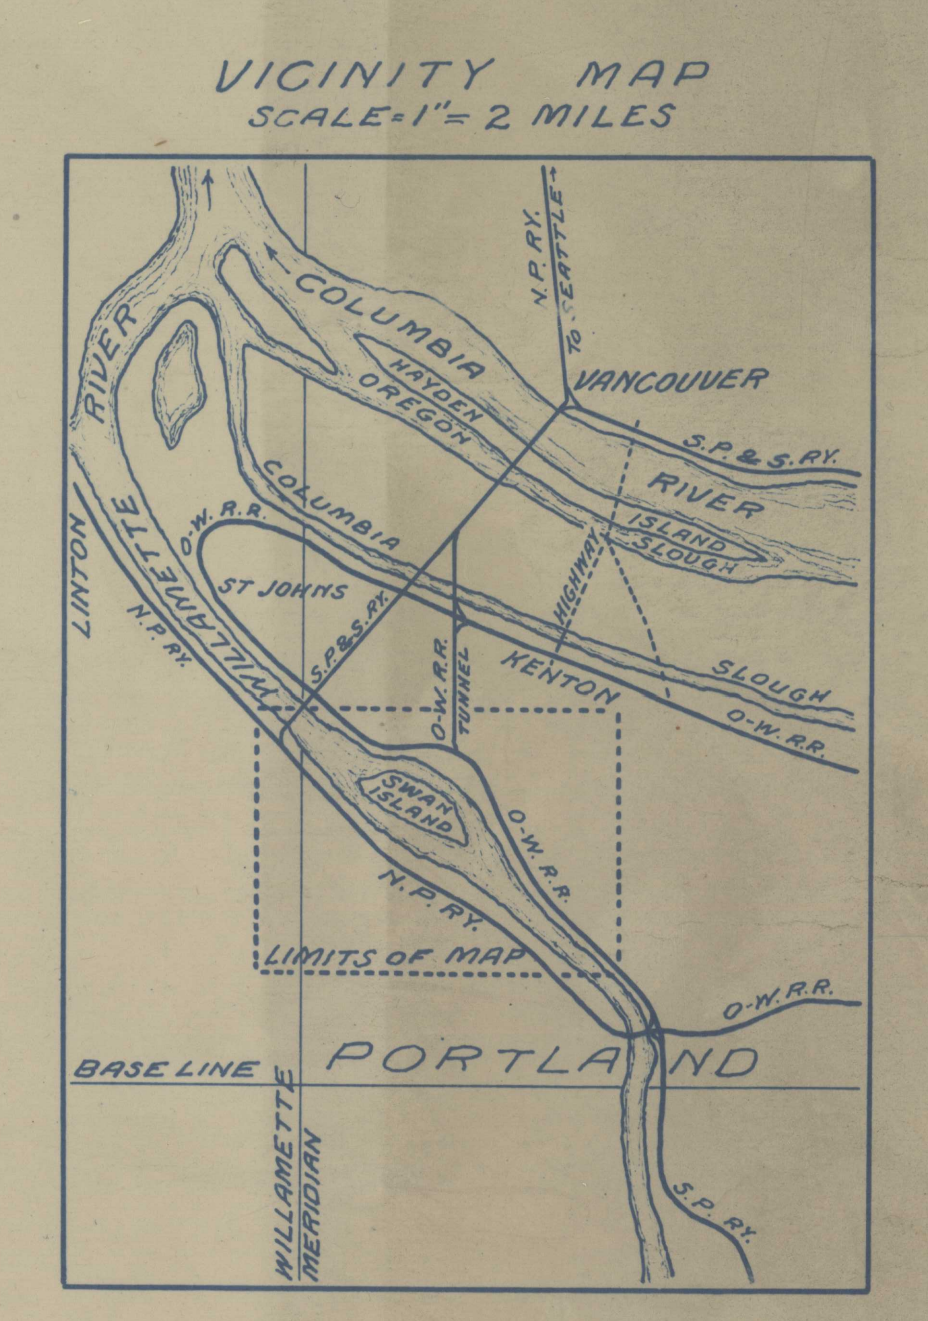 VICINITY MAP
SCALE=1"= 2 MILES
N.P. RY.
TO SEATTLE→
COLUMBIA
RIVER
HAYDEN
OREGON
VANCOUVER
S.P. & S. RY.
RIVER
ISLAND
SLOUGH
COLUMBIA
O-W. R.R.
HIGHWAY
LINTON
WILLAMETTE
ST JOHNS
N.P. RY.
S.P. & S. RY.
O-W. R.R.
TUNNEL
KENTON
SLOUGH
O-W. R.R.
SWAN
ISLAND
O-W. R.R.
N.P. RY.
LIMITS OF MAP
O-W. R.R.
PORTLAND
BASE LINE
WILLAMETTE
MERIDIAN
S.P. RY.